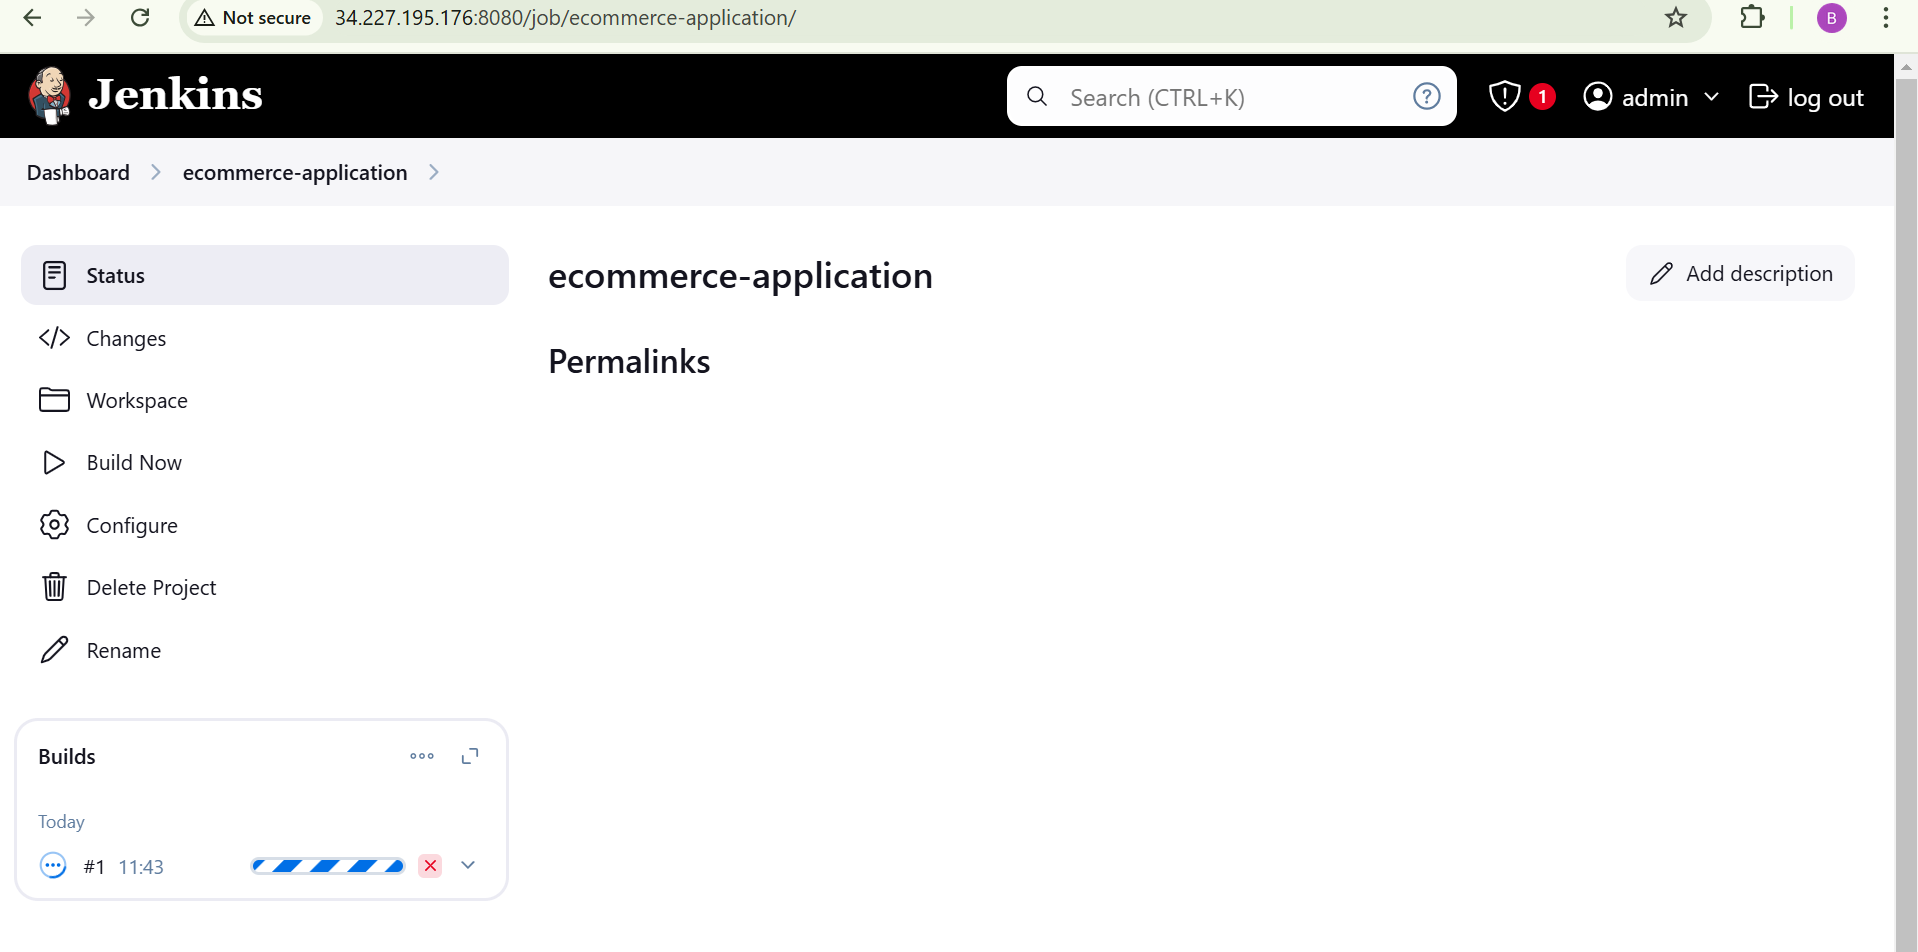 Not secure 34.227.195.176:8080/job/ecommerce-application/ B
Jenkins Search (CTRL+K) ? 1 admin log out
Dashboard ecommerce-application
Status
Changes
Workspace
Build Now
Configure
Delete Project
Rename
ecommerce-application Add description
Permalinks
Builds
Today
#1 11:43